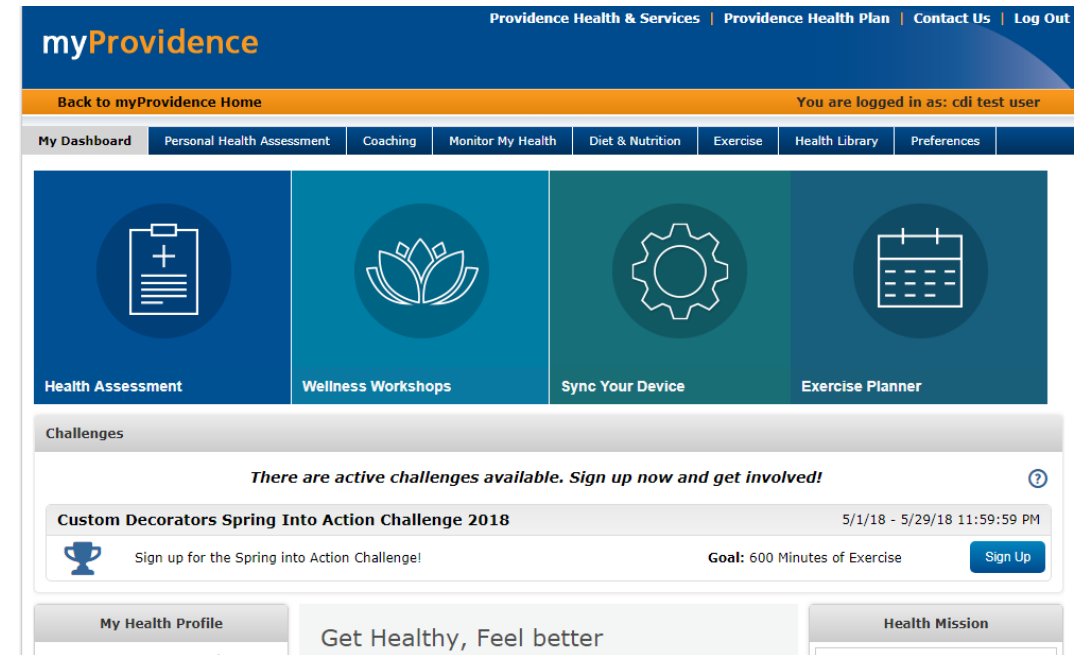 Providence Health & Services | Providence Health Plan | Contact Us | Log Out
myProvidence
Back to myProvidence Home
You are logged in as: cdi test user
My Dashboard Personal Health Assessment Coaching Monitor My Health Diet & Nutrition Exercise Health Library Preferences
Health Assessment
Wellness Workshops
Sync Your Device
Exercise Planner
Challenges
There are active challenges available. Sign up now and get involved!
?
Custom Decorators Spring Into Action Challenge 2018
5/1/18 - 5/29/18 11:59:59 PM
Sign up for the Spring into Action Challenge!
Goal: 600 Minutes of Exercise
Sign Up
My Health Profile
Get Healthy, Feel better
Health Mission